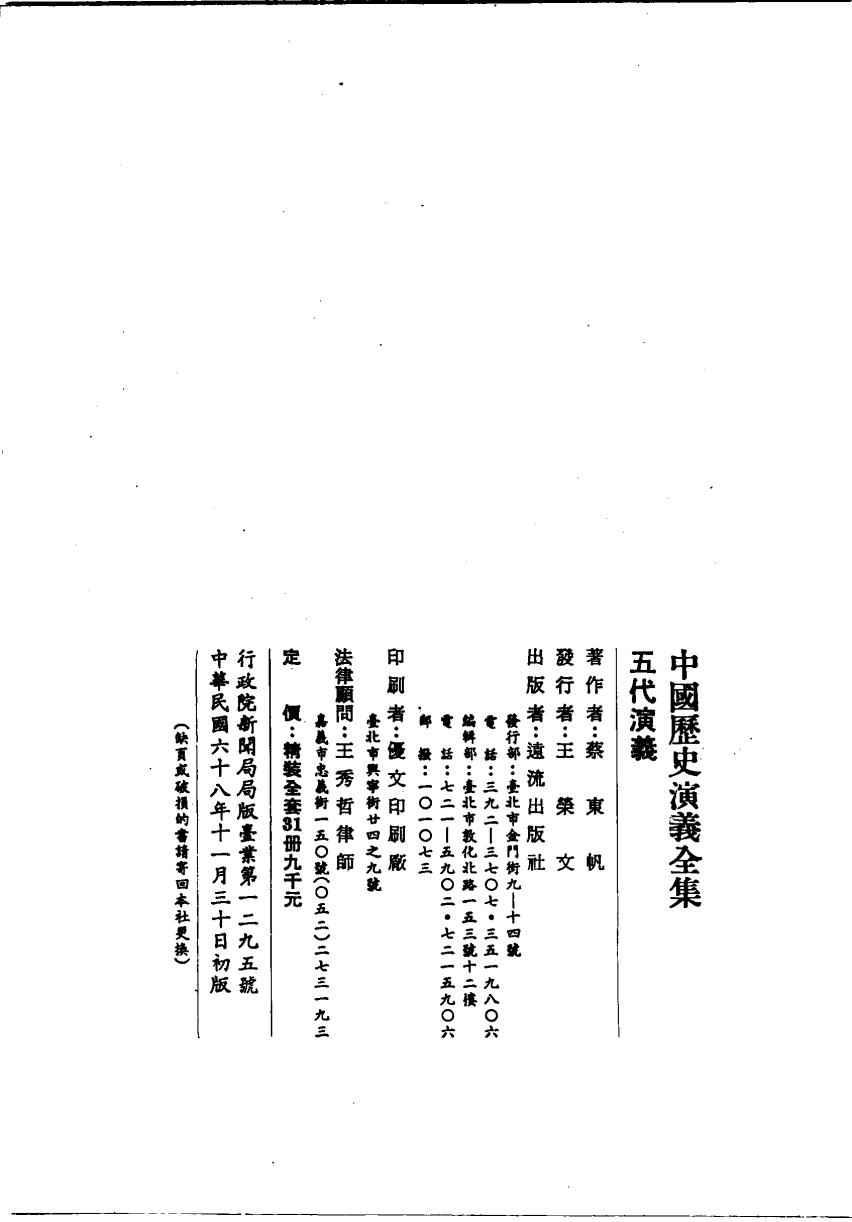 中國歷史演義全集
五代演義
著作者：蔡東帆
發行者：王榮文
出版者：遠流出版社
發行部：臺北市金門街九—十四號
電話：三九二—三七〇七・三五一九八〇六
編輯部：臺北市敦化北路一五三號十二樓
電話：七二一—五九〇二・七二一五九〇六
郵撥：一〇一〇七三
印刷者：優文印刷廠
臺北市興寧街廿四之九號
法律顧問：王秀哲律師
嘉義市忠義街一五〇號(〇五二)二七三一九三
定價：精裝全套31册九千元
行政院新聞局局版臺業第一二九五號
中華民國六十八年十一月三十日初版
(缺頁或破損的書請寄回本社更換)